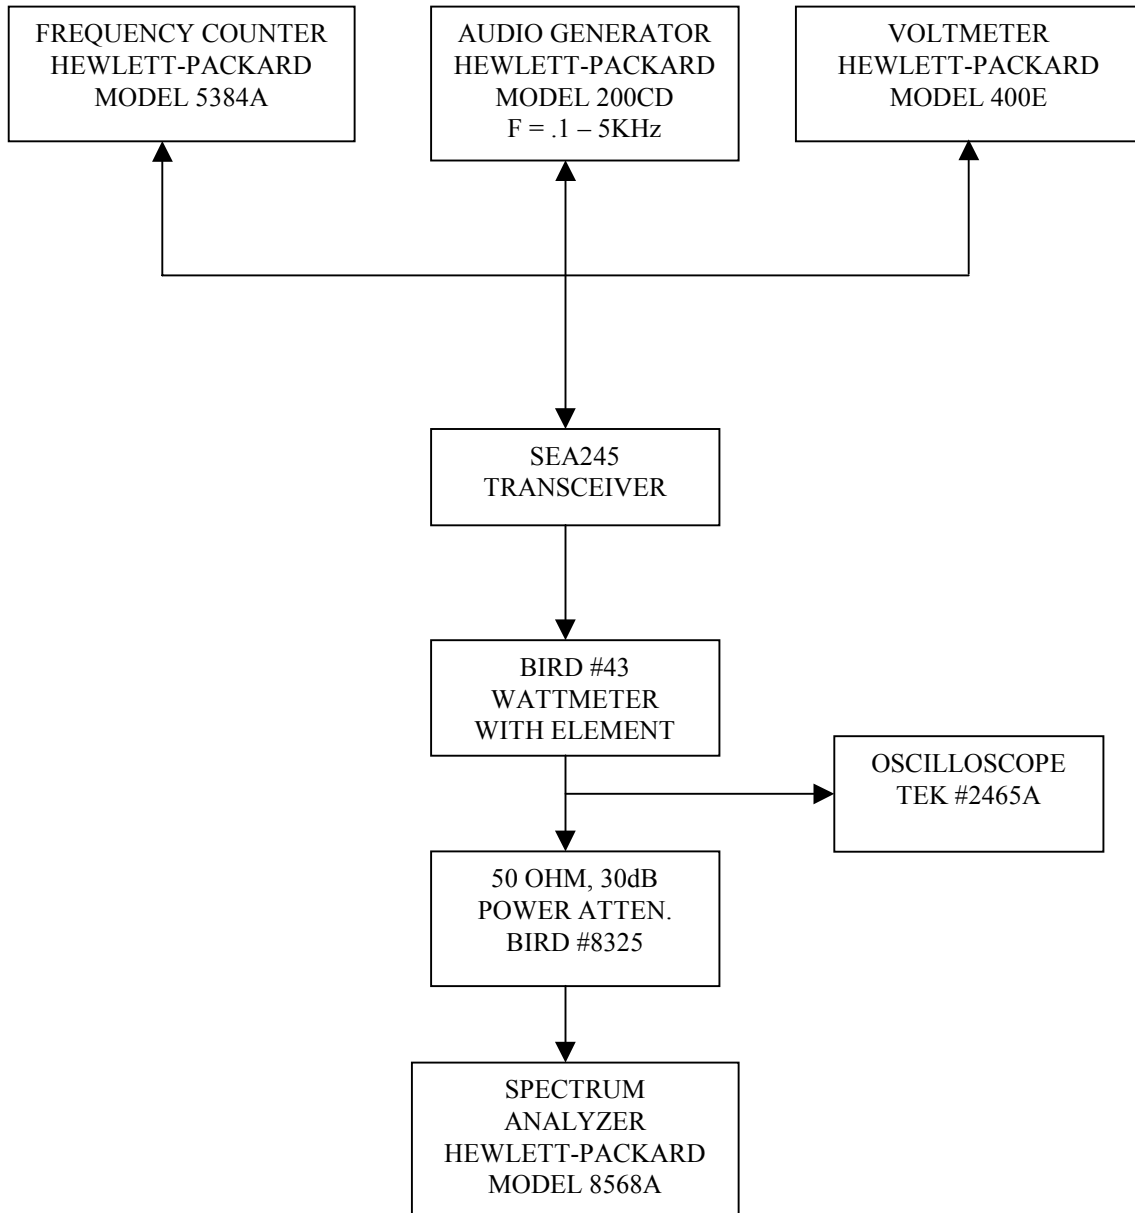 FREQUENCY COUNTER
HEWLETT-PACKARD
MODEL 5384A
AUDIO GENERATOR
HEWLETT-PACKARD
MODEL 200CD
F = .1 – 5KHz
VOLTMETER
HEWLETT-PACKARD
MODEL 400E
SEA245
TRANSCEIVER
BIRD #43
WATTMETER
WITH ELEMENT
OSCILLOSCOPE
TEK #2465A
50 OHM, 30dB
POWER ATTEN.
BIRD #8325
SPECTRUM
ANALYZER
HEWLETT-PACKARD
MODEL 8568A